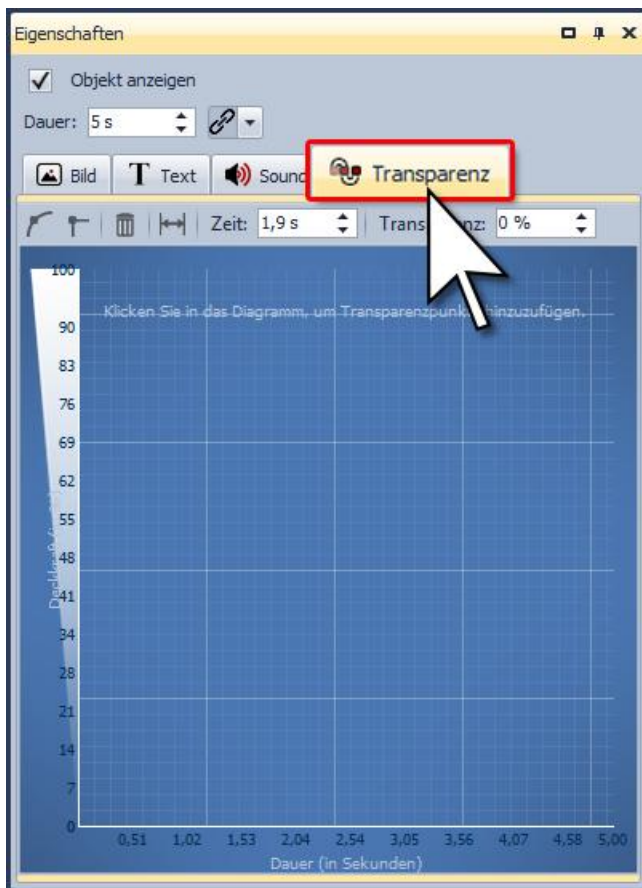 Eigenschaften
Objekt anzeigen
Dauer: 5 s
Bild Text Sound Transparenz
Zeit: 1,9 s 0 %
100
Klicken Sie in das Diagramm, um hinzuzufügen.
90
83
76
69
62
55
48
41
34
28
21
14
7
0
0,51 1,02 1,53 2,04 2,54 3,05 3,56 4,07 4,58 5,00
Dauer (in Sekunden)